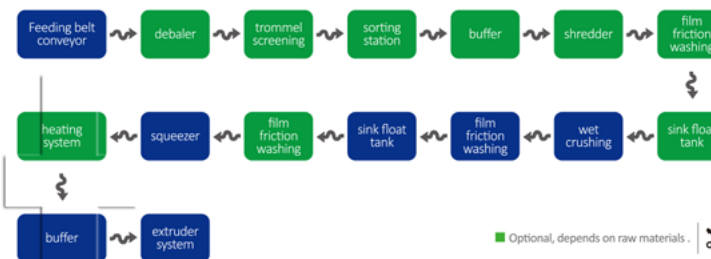 Feeding belt
conveyor
debaler
trommel
screening
sorting
station
buffer
shredder
film
friction
washing
heating
system
squeezer
film
friction
washing
sink float
tank
film
friction
washing
wet
crushing
sink float
tank
buffer
extruder
system
Optional, depends on raw materials .